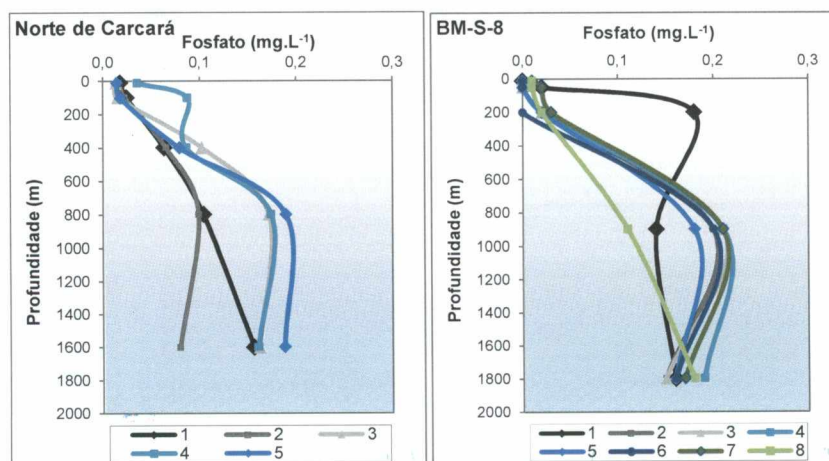 Norte de Carcará
Fosfato (mg.L⁻¹)
0,0 0,1 0,2 0,3
0
200
400
600
800
1000
1200
1400
1600
1800
2000
Profundidade (m)
1 2 3
4 5
BM-S-8
Fosfato (mg.L⁻¹)
0,0 0,1 0,2 0,3
0
200
400
600
800
1000
1200
1400
1600
1800
2000
Profundidade (m)
1 2 3 4
5 6 7 8